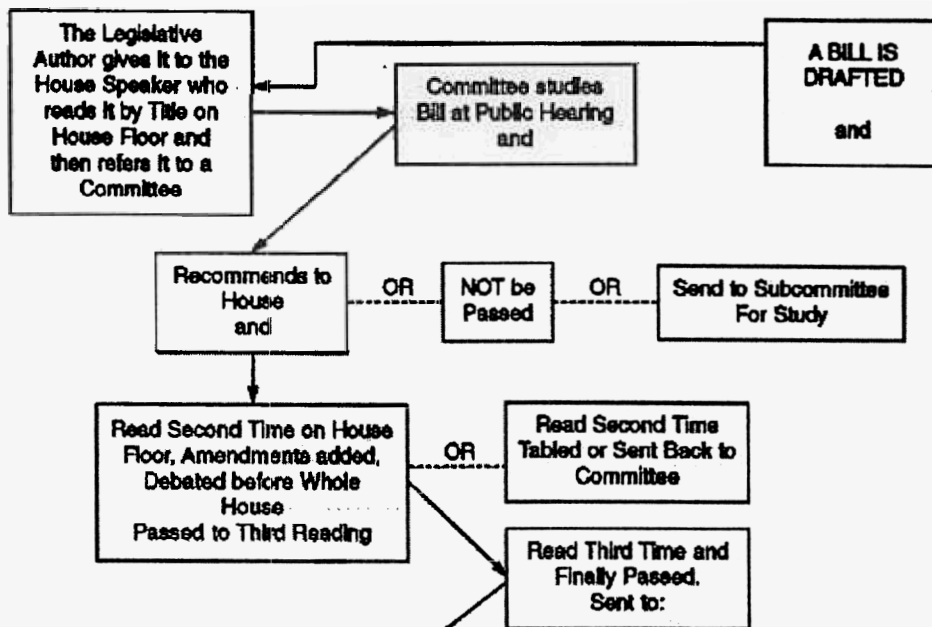 A BILL IS
DRAFTED
and
The Legislative
Author gives it to the
House Speaker who
reads it by Title on
House Floor and
then refers it to a
Committee
Committee studies
Bill at Public Hearing
and
Recommends to
House
and
OR
NOT be
Passed
OR
Send to Subcommittee
For Study
Read Second Time on House
Floor, Amendments added,
Debated before Whole
House
Passed to Third Reading
OR
Read Second Time
Tabled or Sent Back to
Committee
Read Third Time and
Finally Passed.
Sent to: